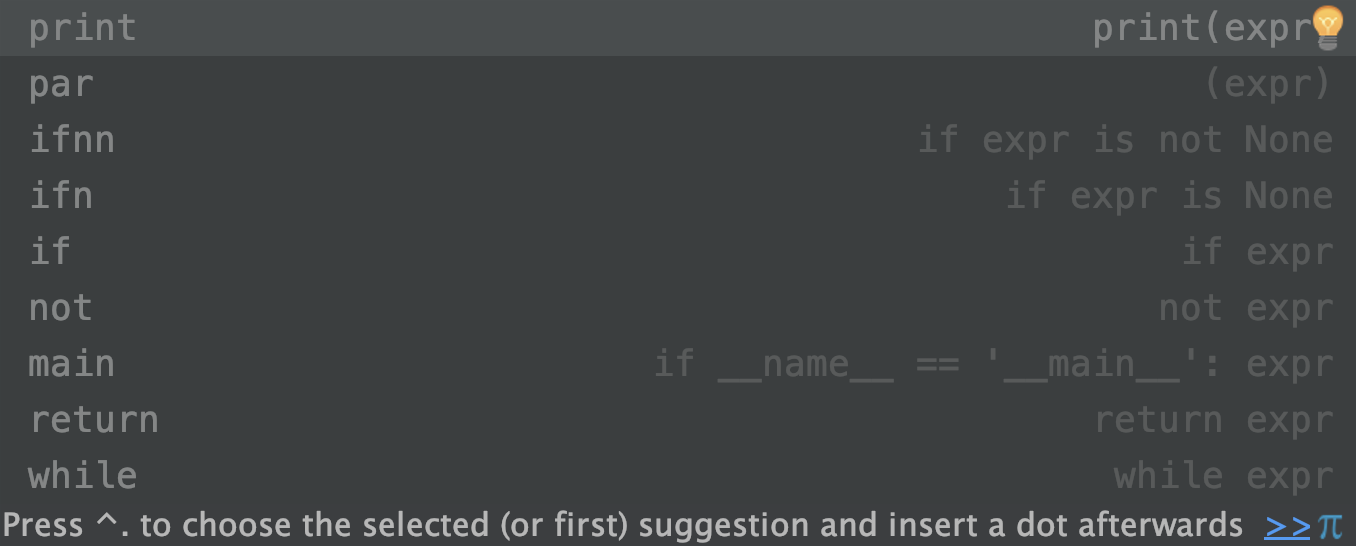 print print(expr
par (expr)
ifnn if expr is not None
ifn if expr is None
if if expr
not not expr
main if __name__ == '__main__': expr
return return expr
while while expr
Press ^. to choose the selected (or first) suggestion and insert a dot afterwards >> π